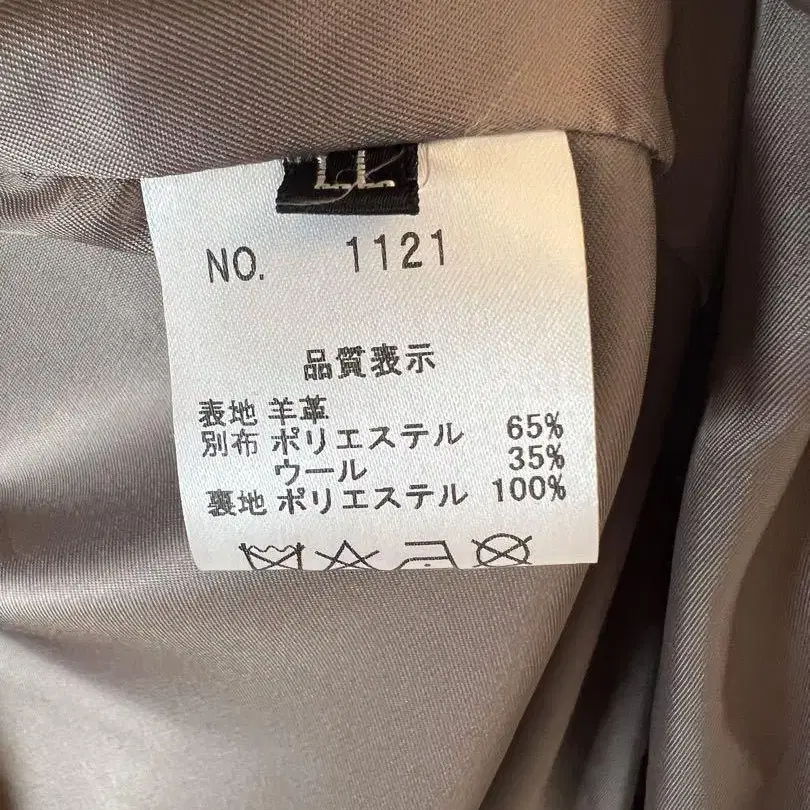 NO. 1121
品質表示
表地 羊革
別布 ポリエステル 65%
ウール 35%
裏地 ポリエステル 100%